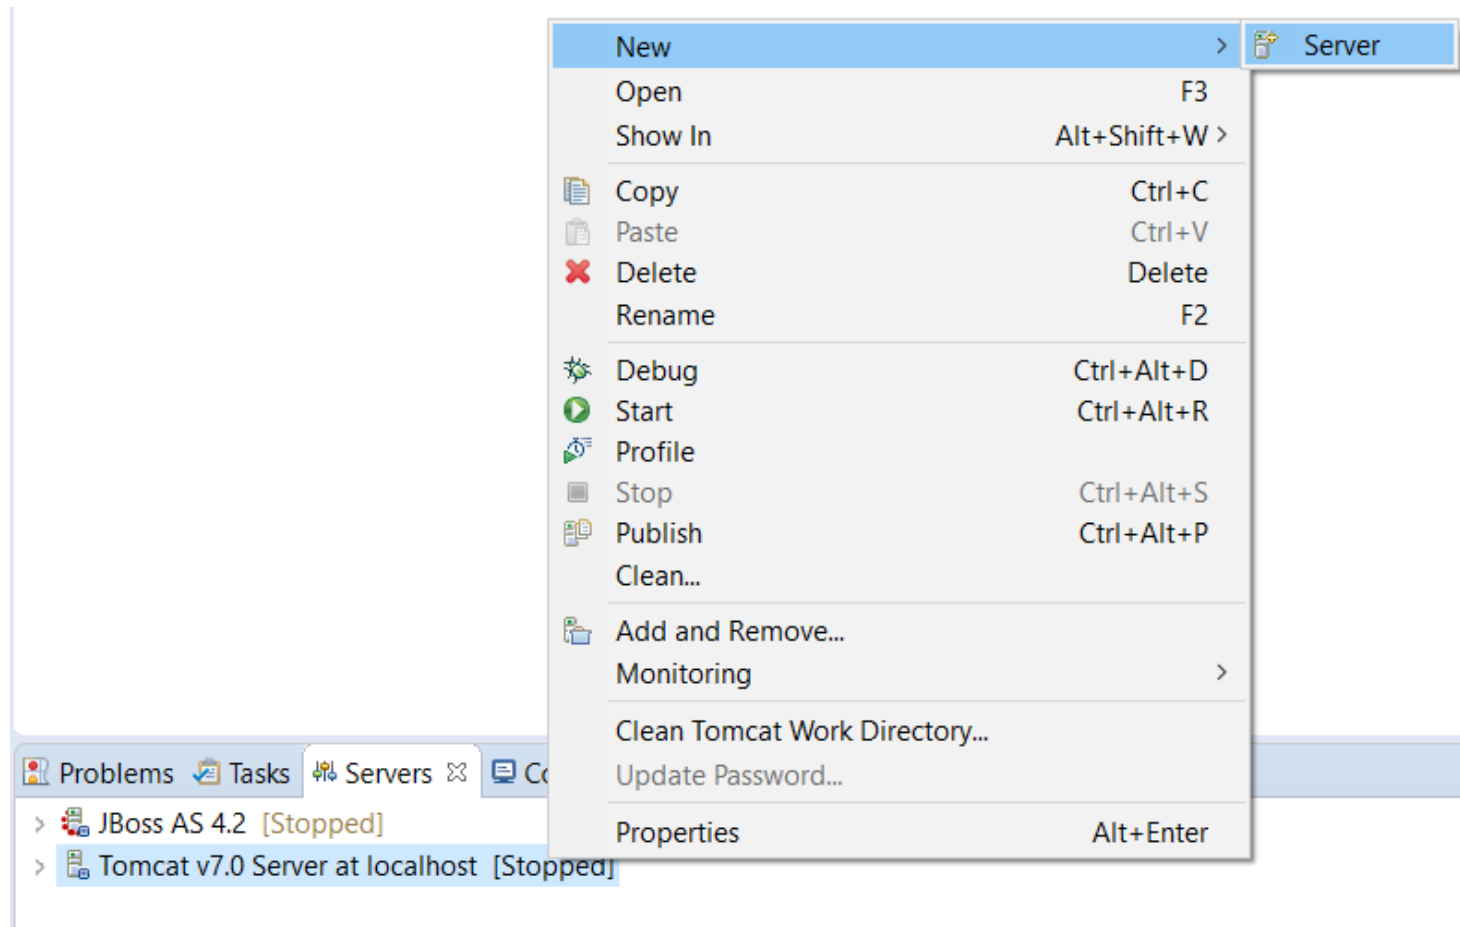 New > Server
Open F3
Show In Alt+Shift+W >
Copy Ctrl+C
Paste Ctrl+V
Delete Delete
Rename F2
Debug Ctrl+Alt+D
Start Ctrl+Alt+R
Profile
Stop Ctrl+Alt+S
Publish Ctrl+Alt+P
Clean...
Add and Remove...
Monitoring >
Clean Tomcat Work Directory...
Update Password...
Properties Alt+Enter
Problems Tasks Servers
JBoss AS 4.2 [Stopped]
Tomcat v7.0 Server at localhost [Stopped]